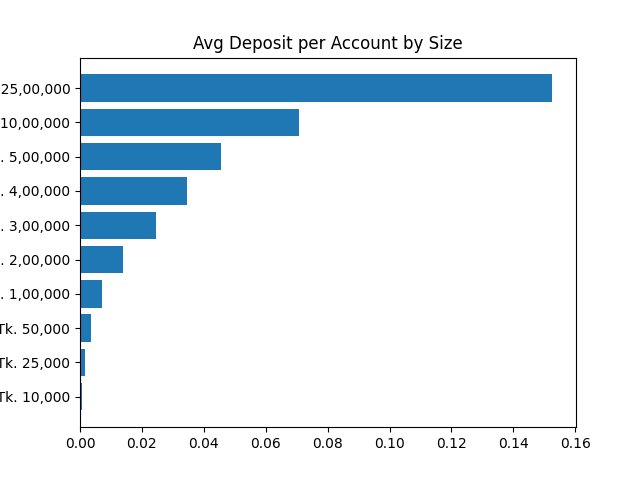 Avg Deposit per Account by Size
25,00,000
10,00,000
. 5,00,000
. 4,00,000
. 3,00,000
. 2,00,000
. 1,00,000
Tk. 50,000
Tk. 25,000
Tk. 10,000
0.00 0.02 0.04 0.06 0.08 0.10 0.12 0.14 0.16